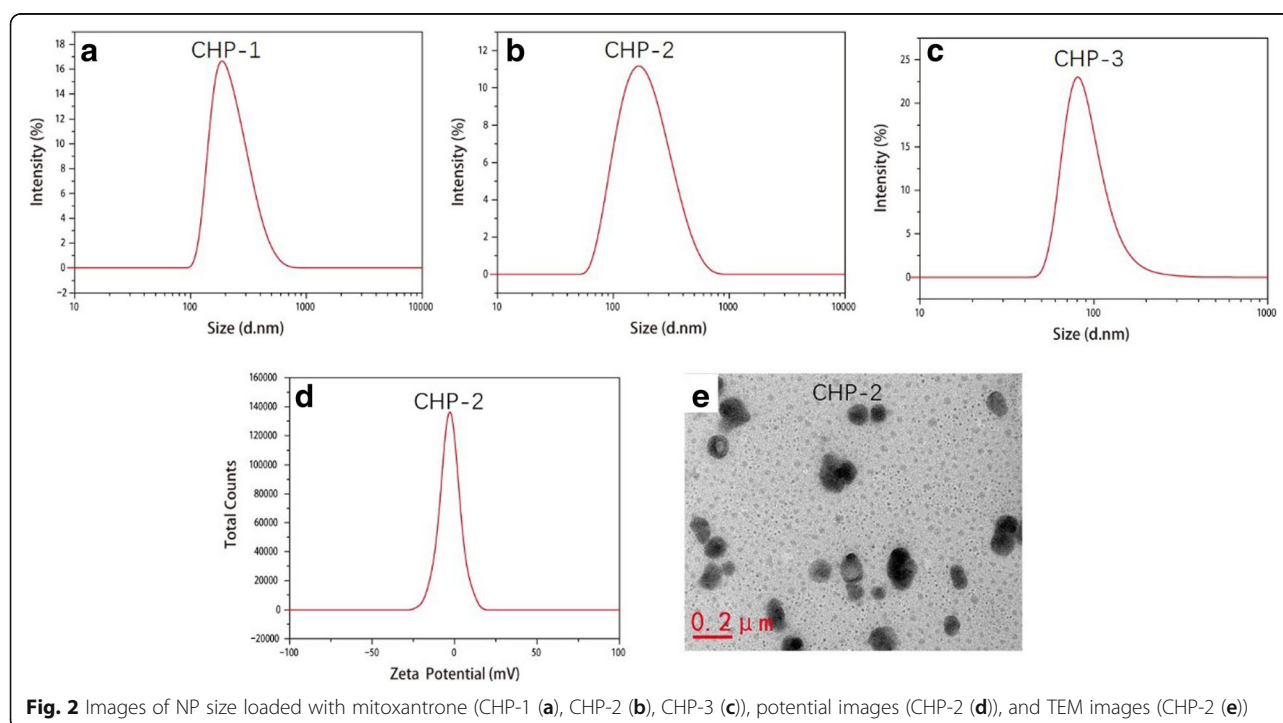 a
CHP-1
18
16
14
12
10
8
6
4
2
0
−2
Intensity (%)
10
100
1000
10000
Size (d.nm)
b
CHP-2
12
10
8
6
4
2
0
Intensity (%)
10
100
1000
10000
Size (d.nm)
c
CHP-3
25
20
15
10
5
0
Intensity (%)
10
100
1000
Size (d.nm)
d
CHP-2
160000
140000
120000
100000
80000
60000
40000
20000
0
−20000
Total Counts
−100
−50
0
50
100
Zeta Potential (mV)
e
CHP-2
0. 2 μm
Fig. 2 Images of NP size loaded with mitoxantrone (CHP-1 (a), CHP-2 (b), CHP-3 (c)), potential images (CHP-2 (d)), and TEM images (CHP-2 (e))